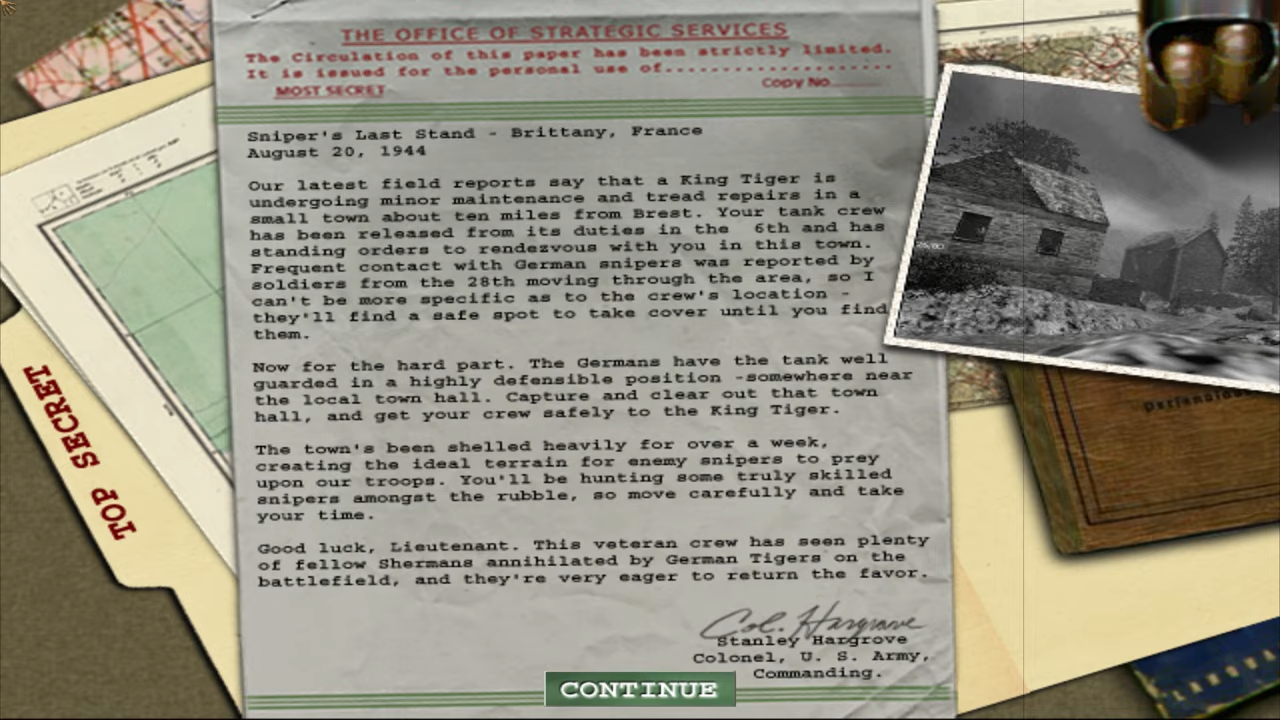 THE OFFICE OF STRATEGIC SERVICES
The Circulation of this paper has been strictly limited.
It is issued for the personal use of.....................
MOST SECRET
Copy No.
Sniper's Last Stand - Brittany, France
August 20, 1944
Our latest field reports say that a King Tiger is
undergoing minor maintenance and tread repairs in a
small town about ten miles from Brest. Your tank crew
has been released from its duties in the 6th and has
standing orders to rendezvous with you in this town.
Frequent contact with German snipers was reported by
soldiers from the 28th moving through the area, so I
can't be more specific as to the crew's location -
they'll find a safe spot to take cover until you find
them.
Now for the hard part. The Germans have the tank well
guarded in a highly defensible position -somewhere near
the local town hall. Capture and clear out that town
hall, and get your crew safely to the King Tiger.
The town's been shelled heavily for over a week,
creating the ideal terrain for enemy snipers to prey
upon our troops. You'll be hunting some truly skilled
snipers amongst the rubble, so move carefully and take
your time.
Good luck, Lieutenant. This veteran crew has seen plenty
of fellow Shermans annihilated by German Tigers on the
battlefield, and they're very eager to return the favor.
Col. Hargrove
Stanley Hargrove
Colonel, U. S. Army,
Commanding.
CONTINUE
TOP SECRET